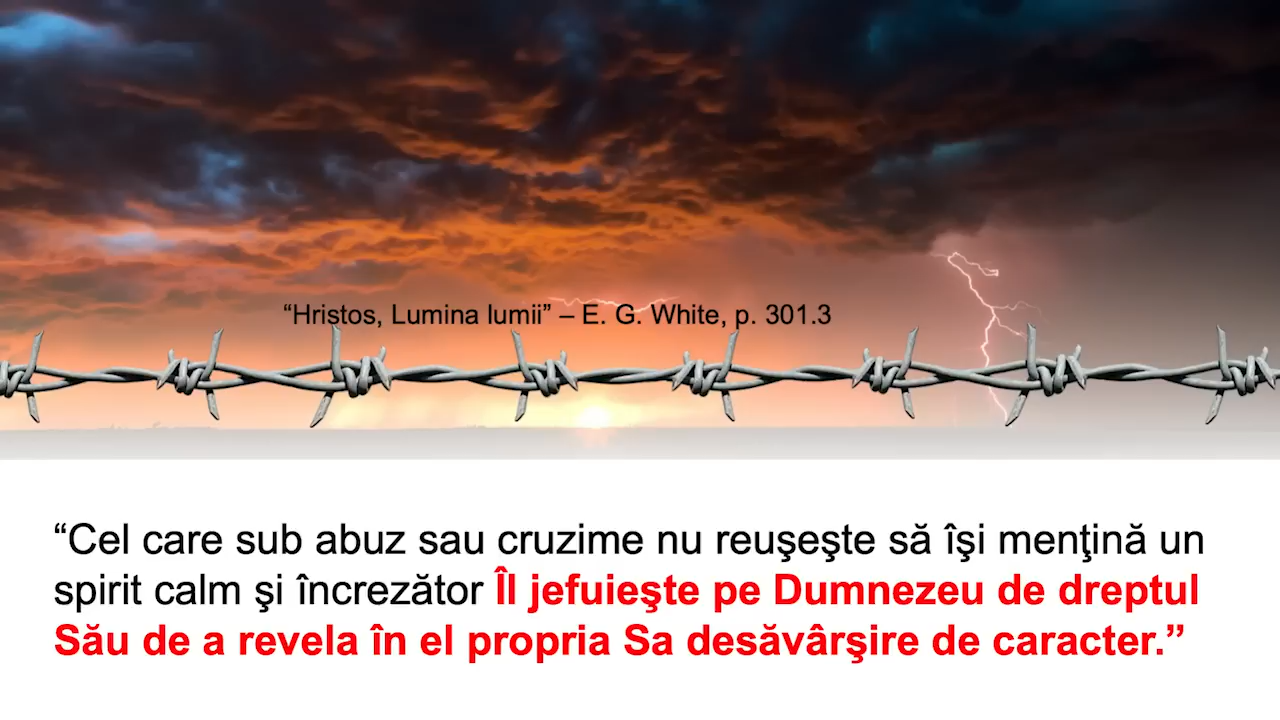 “Hristos, Lumina lumii” – E. G. White, p. 301.3
“Cel care sub abuz sau cruzime nu reuşeşte să îşi menţină un
spirit calm şi încrezător Îl jefuieşte pe Dumnezeu de dreptul
Său de a revela în el propria Sa desăvârşire de caracter.”